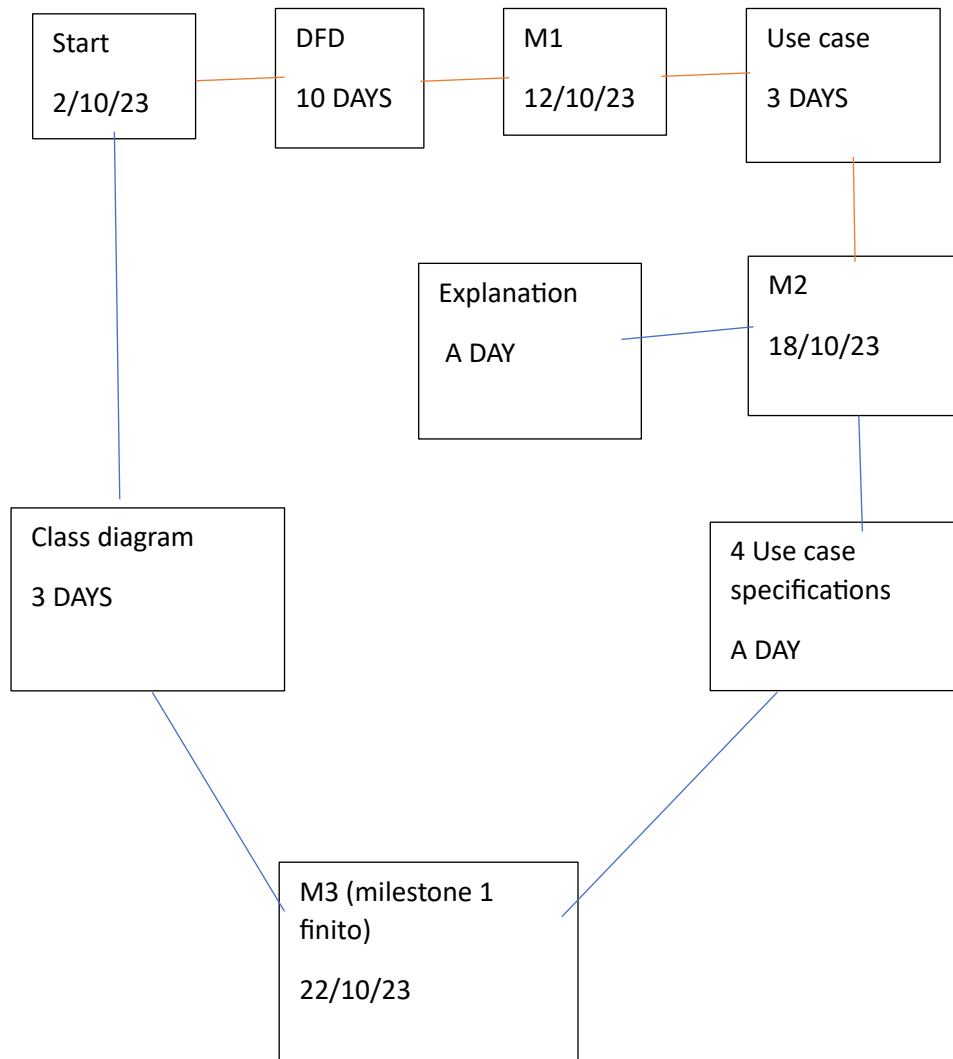 Start
2/10/23
DFD
10 DAYS
M1
12/10/23
Use case
3 DAYS
Explanation
A DAY
M2
18/10/23
Class diagram
3 DAYS
4 Use case
specifications
A DAY
M3 (milestone 1
finito)
22/10/23